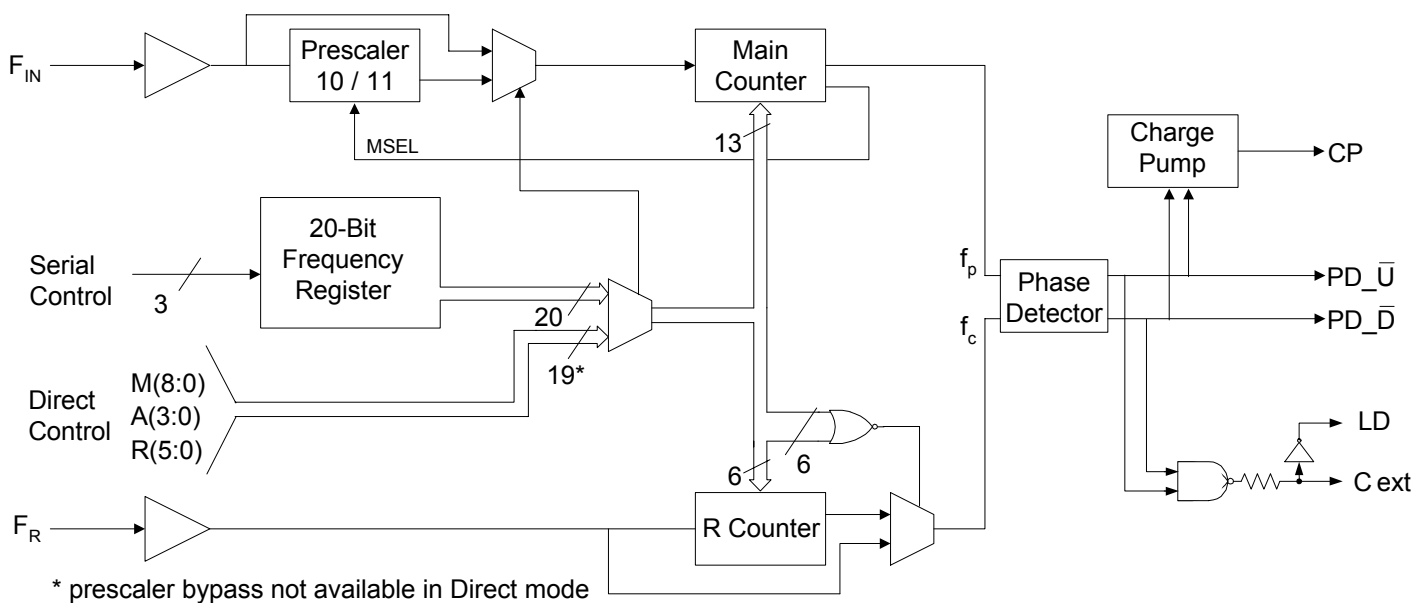 F_IN
Prescaler
10 / 11
Main
Counter
MSEL
13
Charge
Pump
CP
Serial
Control
3
20-Bit
Frequency
Register
20
19*
f_p
f_c
Phase
Detector
PD_U̅
PD_D̅
Direct
Control
M(8:0)
A(3:0)
R(5:0)
6
6
LD
C ext
F_R
R Counter
* prescaler bypass not available in Direct mode